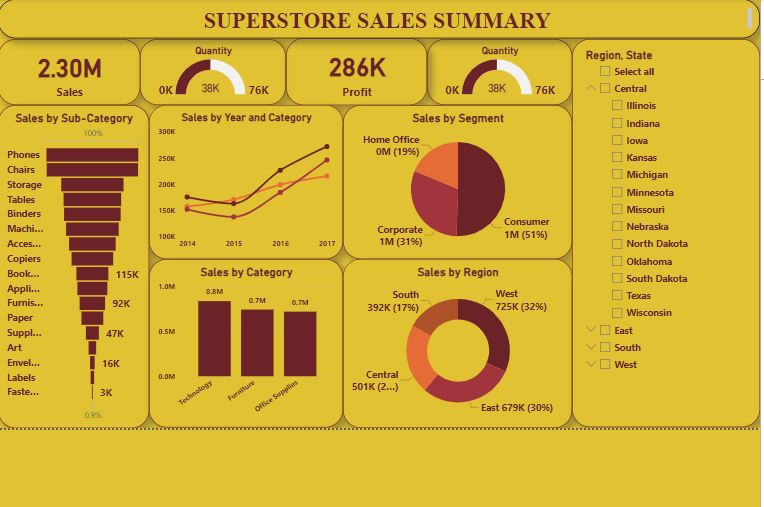 SUPERSTORE SALES SUMMARY
2.30M
Sales
Quantity
0K
38K
76K
286K
Profit
Quantity
0K
38K
76K
Region, State
Select all
Central
Illinois
Indiana
Iowa
Kansas
Michigan
Minnesota
Missouri
Nebraska
North Dakota
Oklahoma
South Dakota
Texas
Wisconsin
East
South
West
Sales by Sub-Category
100%
Phones
Chairs
Storage
Tables
Binders
Machi...
Acces...
Copiers
Book... 115K
Appli...
Furnis... 92K
Paper
Suppl... 47K
Art
Envel... 16K
Labels
Faste... 3K
0.9%
Sales by Year and Category
300K
250K
200K
150K
100K
2014 2015 2016 2017
Sales by Segment
Home Office
0M (19%)
Corporate
1M (31%)
Consumer
1M (51%)
Sales by Category
1.0M
0.5M
0.0M
0.8M
0.7M
0.7M
Technology
Furniture
Office Supplies
Sales by Region
South
392K (17%)
West
725K (32%)
Central
501K (2...)
East 679K (30%)